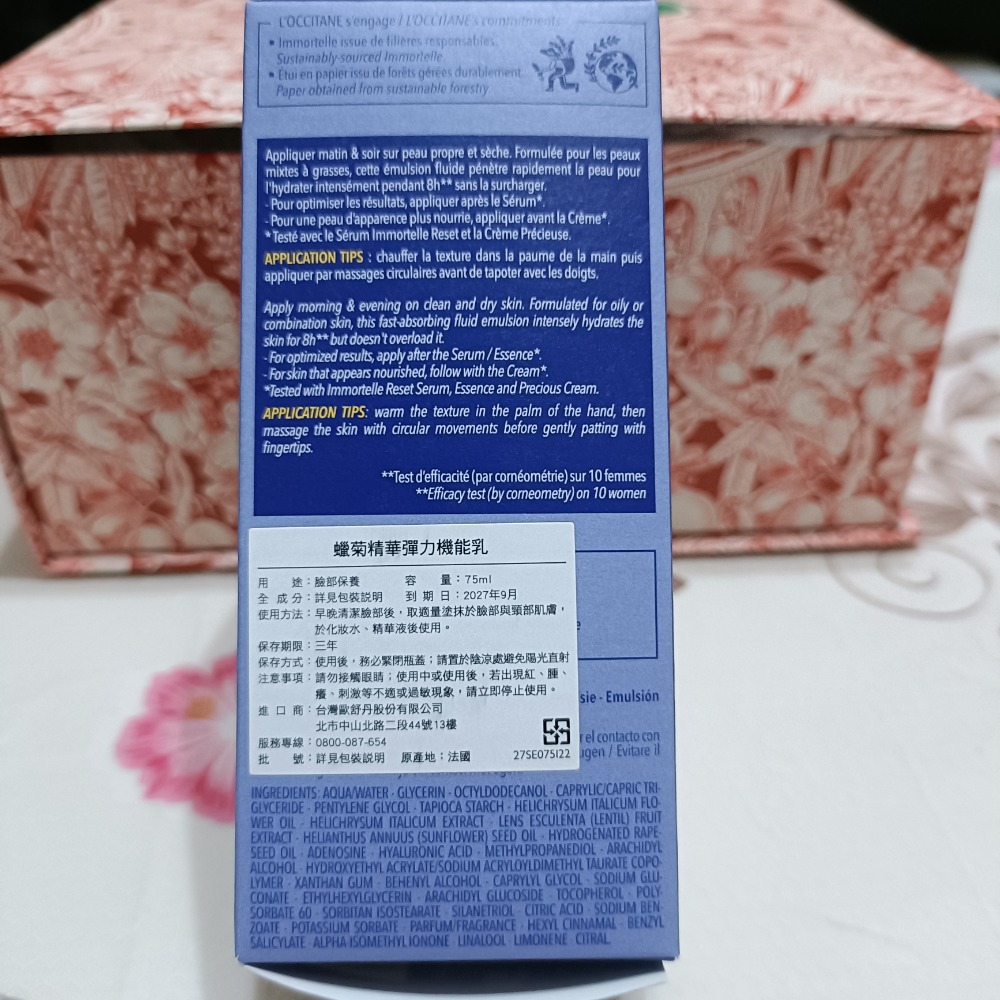 L'OCCITANE s'engage / L'OCCITANE's commitments:
• Immortelle issue de filières responsables.
Sustainably-sourced Immortelle.
• Étui en papier issu de forêts gérées durablement.
Paper obtained from sustainable forestry.
Appliquer matin & soir sur peau propre et sèche. Formulée pour les peaux
mixtes à grasses, cette émulsion fluide pénètre rapidement la peau pour
l'hydrater intensément pendant 8h** sans la surcharger.
- Pour optimiser les résultats, appliquer après le Sérum*.
- Pour une peau d'apparence plus nourrie, appliquer avant la Crème*.
* Testé avec le Sérum Immortelle Reset et la Crème Précieuse.
APPLICATION TIPS : chauffer la texture dans la paume de la main puis
appliquer par massages circulaires avant de tapoter avec les doigts.
Apply morning & evening on clean and dry skin. Formulated for oily or
combination skin, this fast-absorbing fluid emulsion intensely hydrates the
skin for 8h** but doesn't overload it.
- For optimized results, apply after the Serum / Essence*.
- For skin that appears nourished, follow with the Cream*.
*Tested with Immortelle Reset Serum, Essence and Precious Cream.
APPLICATION TIPS: warm the texture in the palm of the hand, then
massage the skin with circular movements before gently patting with
fingertips.
**Test d'efficacité (par cornéométrie) sur 10 femmes
**Efficacy test (by corneometry) on 10 women
蠟菊精華彈力機能乳
用 途：臉部保養 容 量：75ml
全 成 分：詳見包裝説明 到 期 日：2027年9月
使用方法：早晚清潔臉部後，取適量塗抹於臉部與頸部肌膚，
於化妝水、精華液後使用。
保存期限：三年
保存方式：使用後，務必緊閉瓶蓋；請置於陰涼處避免陽光直射
注意事項：請勿接觸眼睛；使用中或使用後，若出現紅、腫、
癢、刺激等不適或過敏現象，請立即停止使用。
進 口 商：台灣歐舒丹股份有限公司
北市中山北路二段44號13樓
服務專線：0800-087-654
批 號：詳見包裝説明 原產地：法國 27SE075I22
sie - Emulsión
r el contacto con
ugen / Evitare il
INGREDIENTS: AQUA/WATER · GLYCERIN · OCTYLDODECANOL · CAPRYLIC/CAPRIC TRI-
GLYCERIDE · PENTYLENE GLYCOL · TAPIOCA STARCH · HELICHRYSUM ITALICUM FLO-
WER OIL · HELICHRYSUM ITALICUM EXTRACT · LENS ESCULENTA (LENTIL) FRUIT
EXTRACT · HELIANTHUS ANNUUS (SUNFLOWER) SEED OIL · HYDROGENATED RAPE-
SEED OIL · ADENOSINE · HYALURONIC ACID · METHYLPROPANEDIOL · ARACHIDYL
ALCOHOL · HYDROXYETHYL ACRYLATE/SODIUM ACRYLOYLDIMETHYL TAURATE COPO-
LYMER · XANTHAN GUM · BEHENYL ALCOHOL · CAPRYLYL GLYCOL · SODIUM GLU-
CONATE · ETHYLHEXYLGLYCERIN · ARACHIDYL GLUCOSIDE · TOCOPHEROL · POLY-
SORBATE 60 · SORBITAN ISOSTEARATE · SILANETRIOL · CITRIC ACID · SODIUM BEN-
ZOATE · POTASSIUM SORBATE · PARFUM/FRAGRANCE · HEXYL CINNAMAL · BENZYL
SALICYLATE · ALPHA-ISOMETHYL IONONE · LINALOOL · LIMONENE · CITRAL.